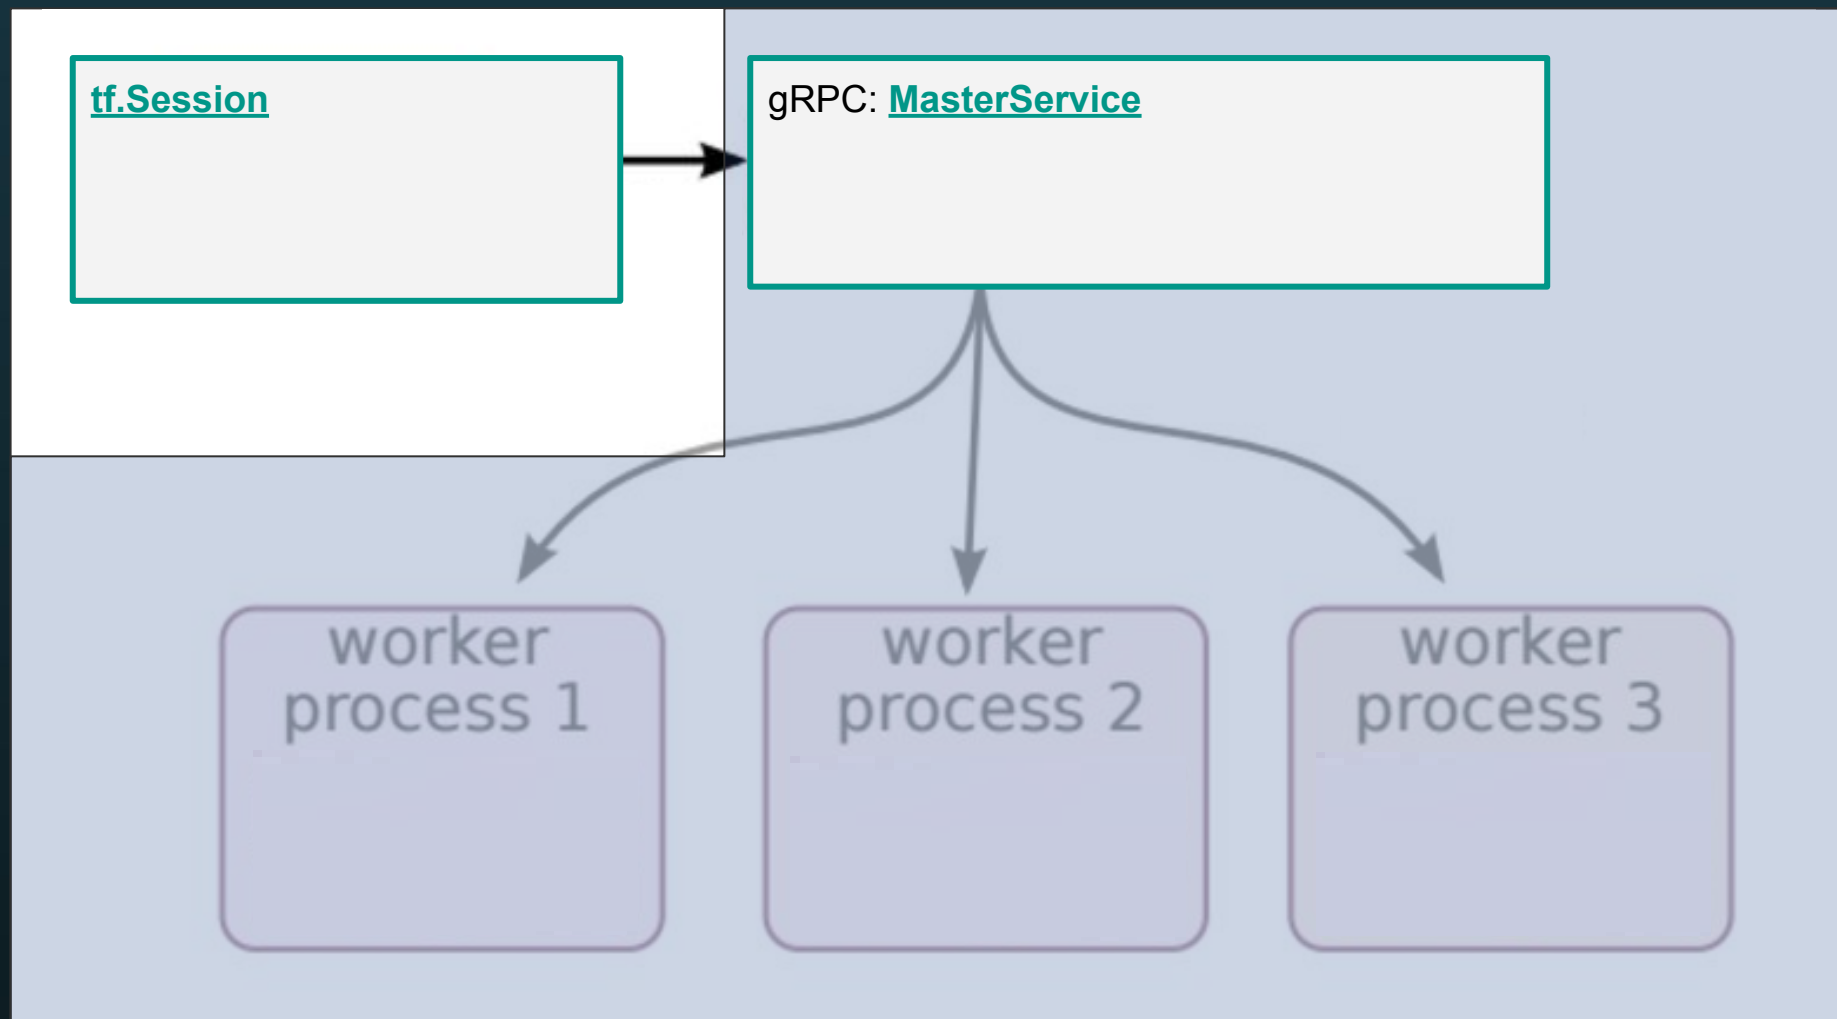 tf.Session
gRPC: MasterService
worker
process 1
worker
process 2
worker
process 3